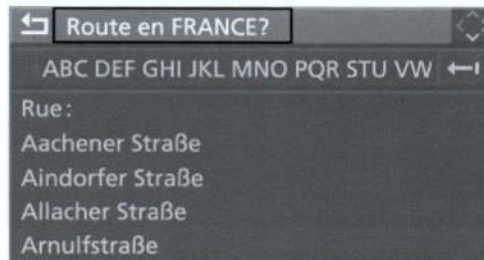 Route en FRANCE?
ABC DEF GHI JKL MNO PQR STU VW
Rue:
Aachener Straße
Aindorfer Straße
Allacher Straße
Arnulfstraße